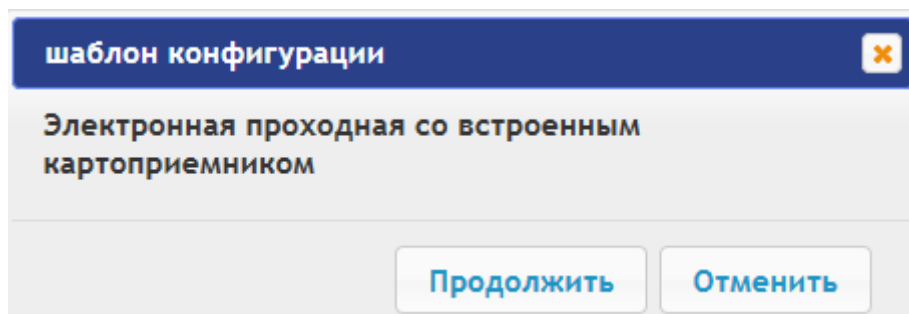 шаблон конфигурации
Электронная проходная со встроенным
картоприемником
Продолжить Отменить